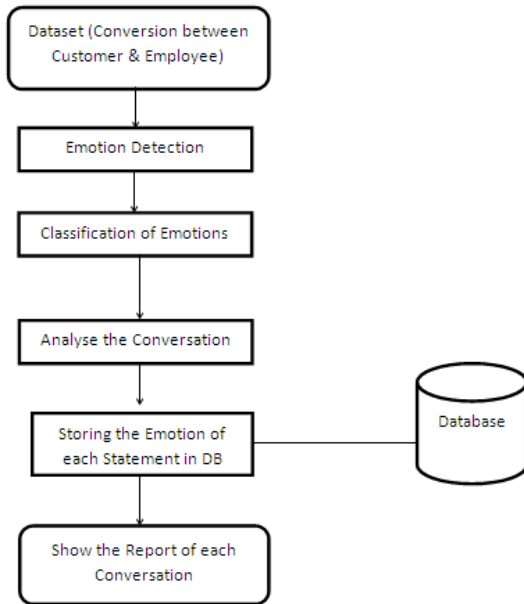 Dataset (Conversion between
Customer & Employee)
Emotion Detection
Classification of Emotions
Analyse the Conversation
Storing the Emotion of
each Statement in DB
Database
Show the Report of each
Conversation